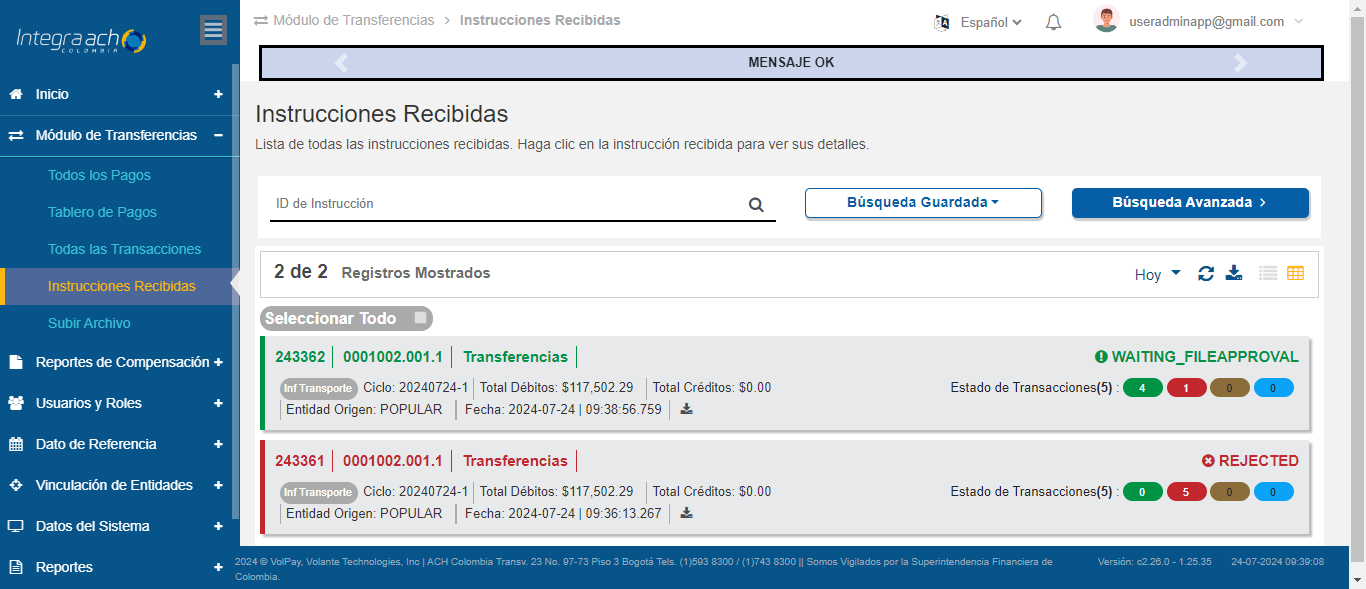 Integra ach
COLOMBIA
Módulo de Transferencias > Instrucciones Recibidas
Español
useradminapp@gmail.com
MENSAJE OK
Inicio +
Módulo de Transferencias −
Todos los Pagos
Tablero de Pagos
Todas las Transacciones
Instrucciones Recibidas
Subir Archivo
Reportes de Compensación +
Usuarios y Roles +
Dato de Referencia +
Vinculación de Entidades +
Datos del Sistema +
Reportes +
Instrucciones Recibidas
Lista de todas las instrucciones recibidas. Haga clic en la instrucción recibida para ver sus detalles.
ID de Instrucción
Búsqueda Guardada
Búsqueda Avanzada >
2 de 2 Registros Mostrados
Hoy
Seleccionar Todo
243362 | 0001002.001.1 | Transferencias |
WAITING_FILEAPPROVAL
Inf Transporte Ciclo: 20240724-1 | Total Débitos: $117,502.29 | Total Créditos: $0.00
Estado de Transacciones(5) : 4 1 0 0
| Entidad Origen: POPULAR | Fecha: 2024-07-24 | 09:38:56.759 |
243361 | 0001002.001.1 | Transferencias |
REJECTED
Inf Transporte Ciclo: 20240724-1 | Total Débitos: $117,502.29 | Total Créditos: $0.00
Estado de Transacciones(5) : 0 5 0 0
| Entidad Origen: POPULAR | Fecha: 2024-07-24 | 09:36:13.267 |
2024 © VolPay, Volante Technologies, Inc | ACH Colombia Transv. 23 No. 97-73 Piso 3 Bogotá Tels. (1)593 8300 / (1)743 8300 || Somos Vigilados por la Superintendencia Financiera de
Colombia.
Versión: c2.26.0 - 1.25.35
24-07-2024 09:39:08